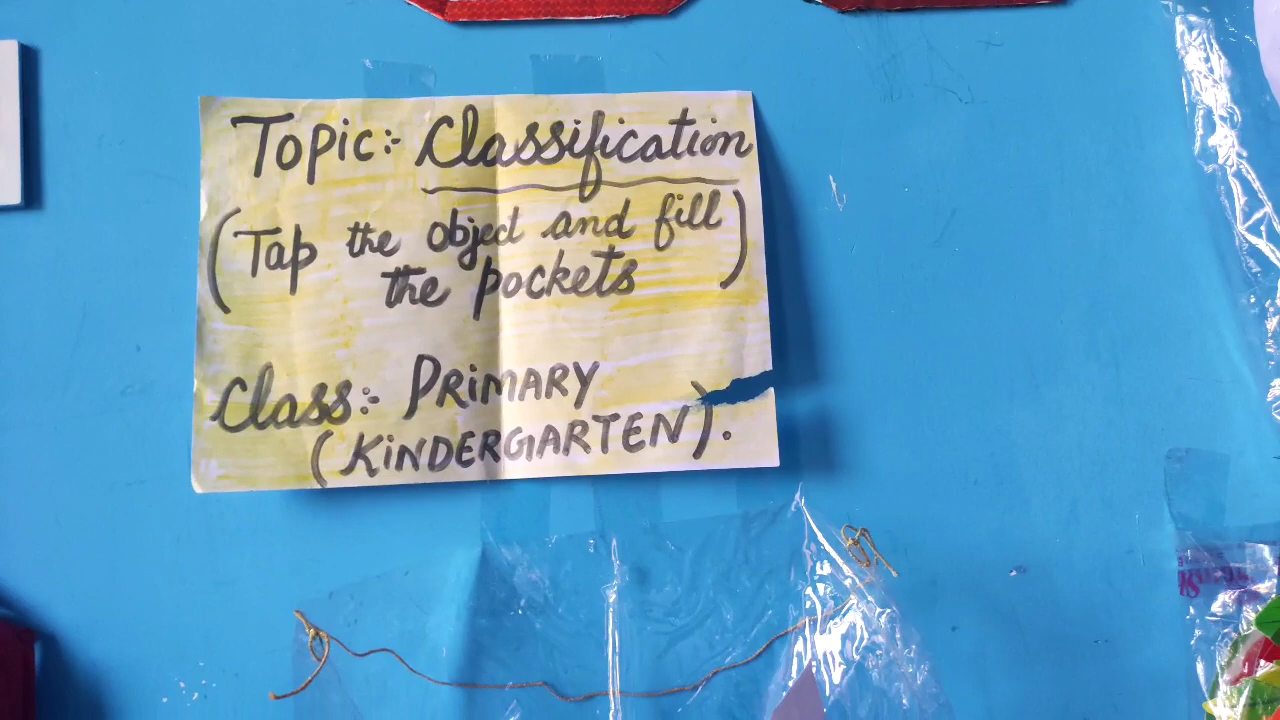 Topic:- Classification
(Tap the object and fill
the pockets)
Class:- PRiMARY
(KiNDERGARTEN).